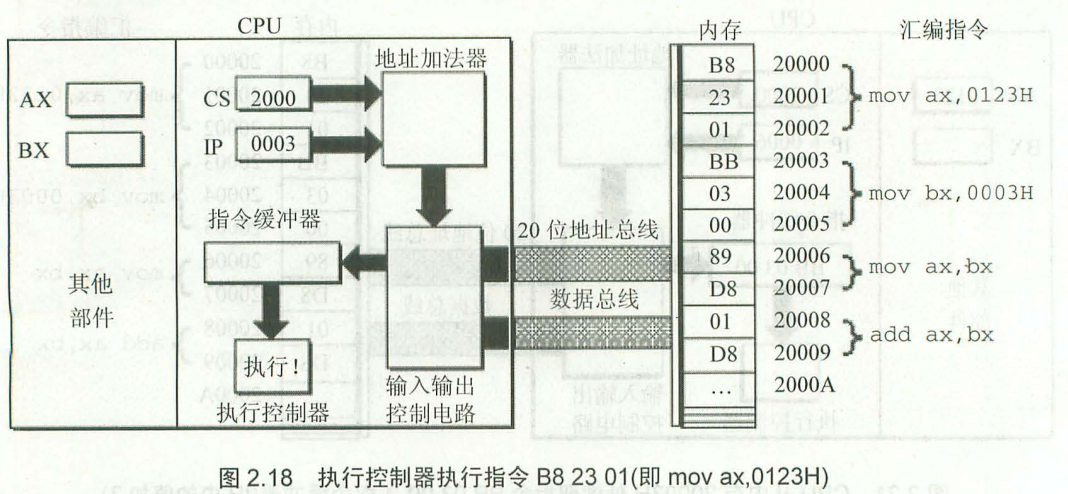 CPU
内存
汇编指令
地址加法器
AX
BX
CS 2000
IP 0003
指令缓冲器
其他
部件
执行！
执行控制器
输入输出
控制电路
20 位地址总线
数据总线
B8 20000
23 20001 mov ax,0123H
01 20002
BB 20003
03 20004 mov bx,0003H
00 20005
89 20006 mov ax,bx
D8 20007
01 20008 add ax,bx
D8 20009
… 2000A
图 2.18 执行控制器执行指令 B8 23 01(即 mov ax,0123H)